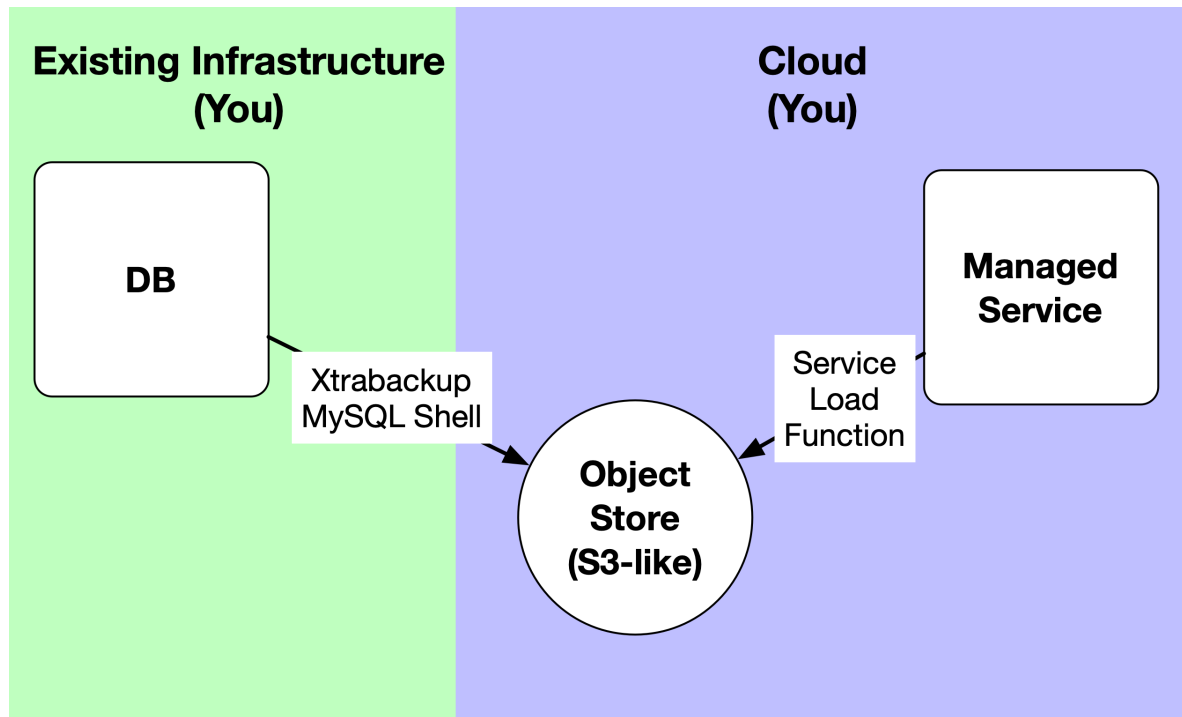 Existing Infrastructure
(You)
Cloud
(You)
DB
Managed
Service
Xtrabackup
MySQL Shell
Service
Load
Function
Object
Store
(S3-like)